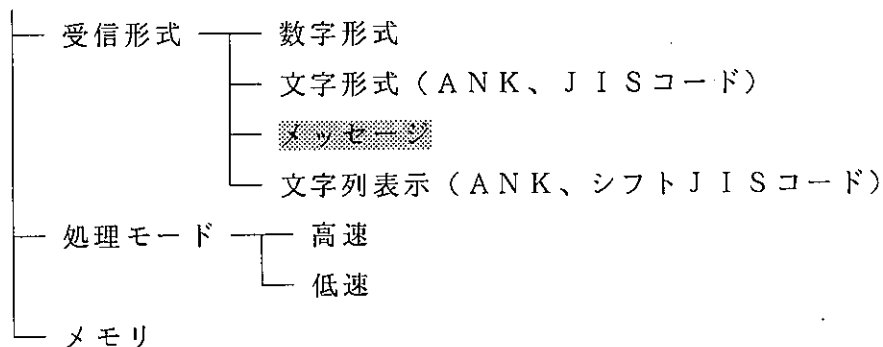 受信形式 数字形式
文字形式（ＡＮＫ、ＪＩＳコード）
メッセージ
文字列表示（ＡＮＫ、シフトＪＩＳコード）
処理モード 高速
低速
メモリ